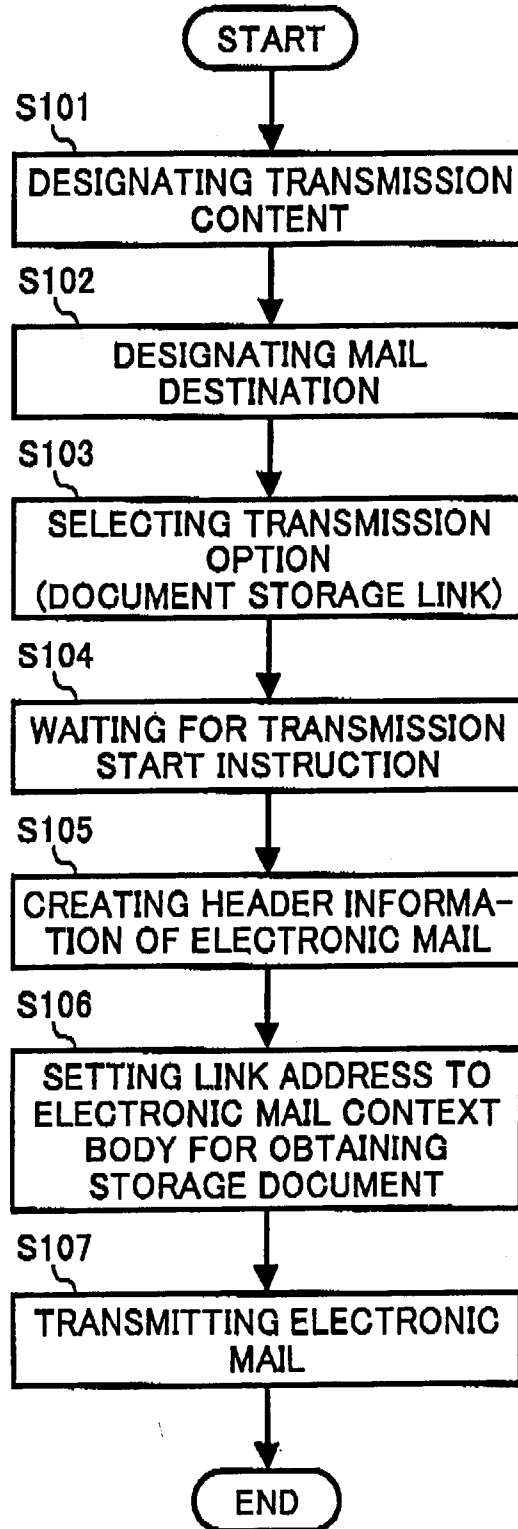 START
S101
DESIGNATING TRANSMISSION
CONTENT
S102
DESIGNATING MAIL
DESTINATION
S103
SELECTING TRANSMISSION
OPTION
(DOCUMENT STORAGE LINK)
S104
WAITING FOR TRANSMISSION
START INSTRUCTION
S105
CREATING HEADER INFORMA-
TION OF ELECTRONIC MAIL
S106
SETTING LINK ADDRESS TO
ELECTRONIC MAIL CONTEXT
BODY FOR OBTAINING
STORAGE DOCUMENT
S107
TRANSMITTING ELECTRONIC
MAIL
END